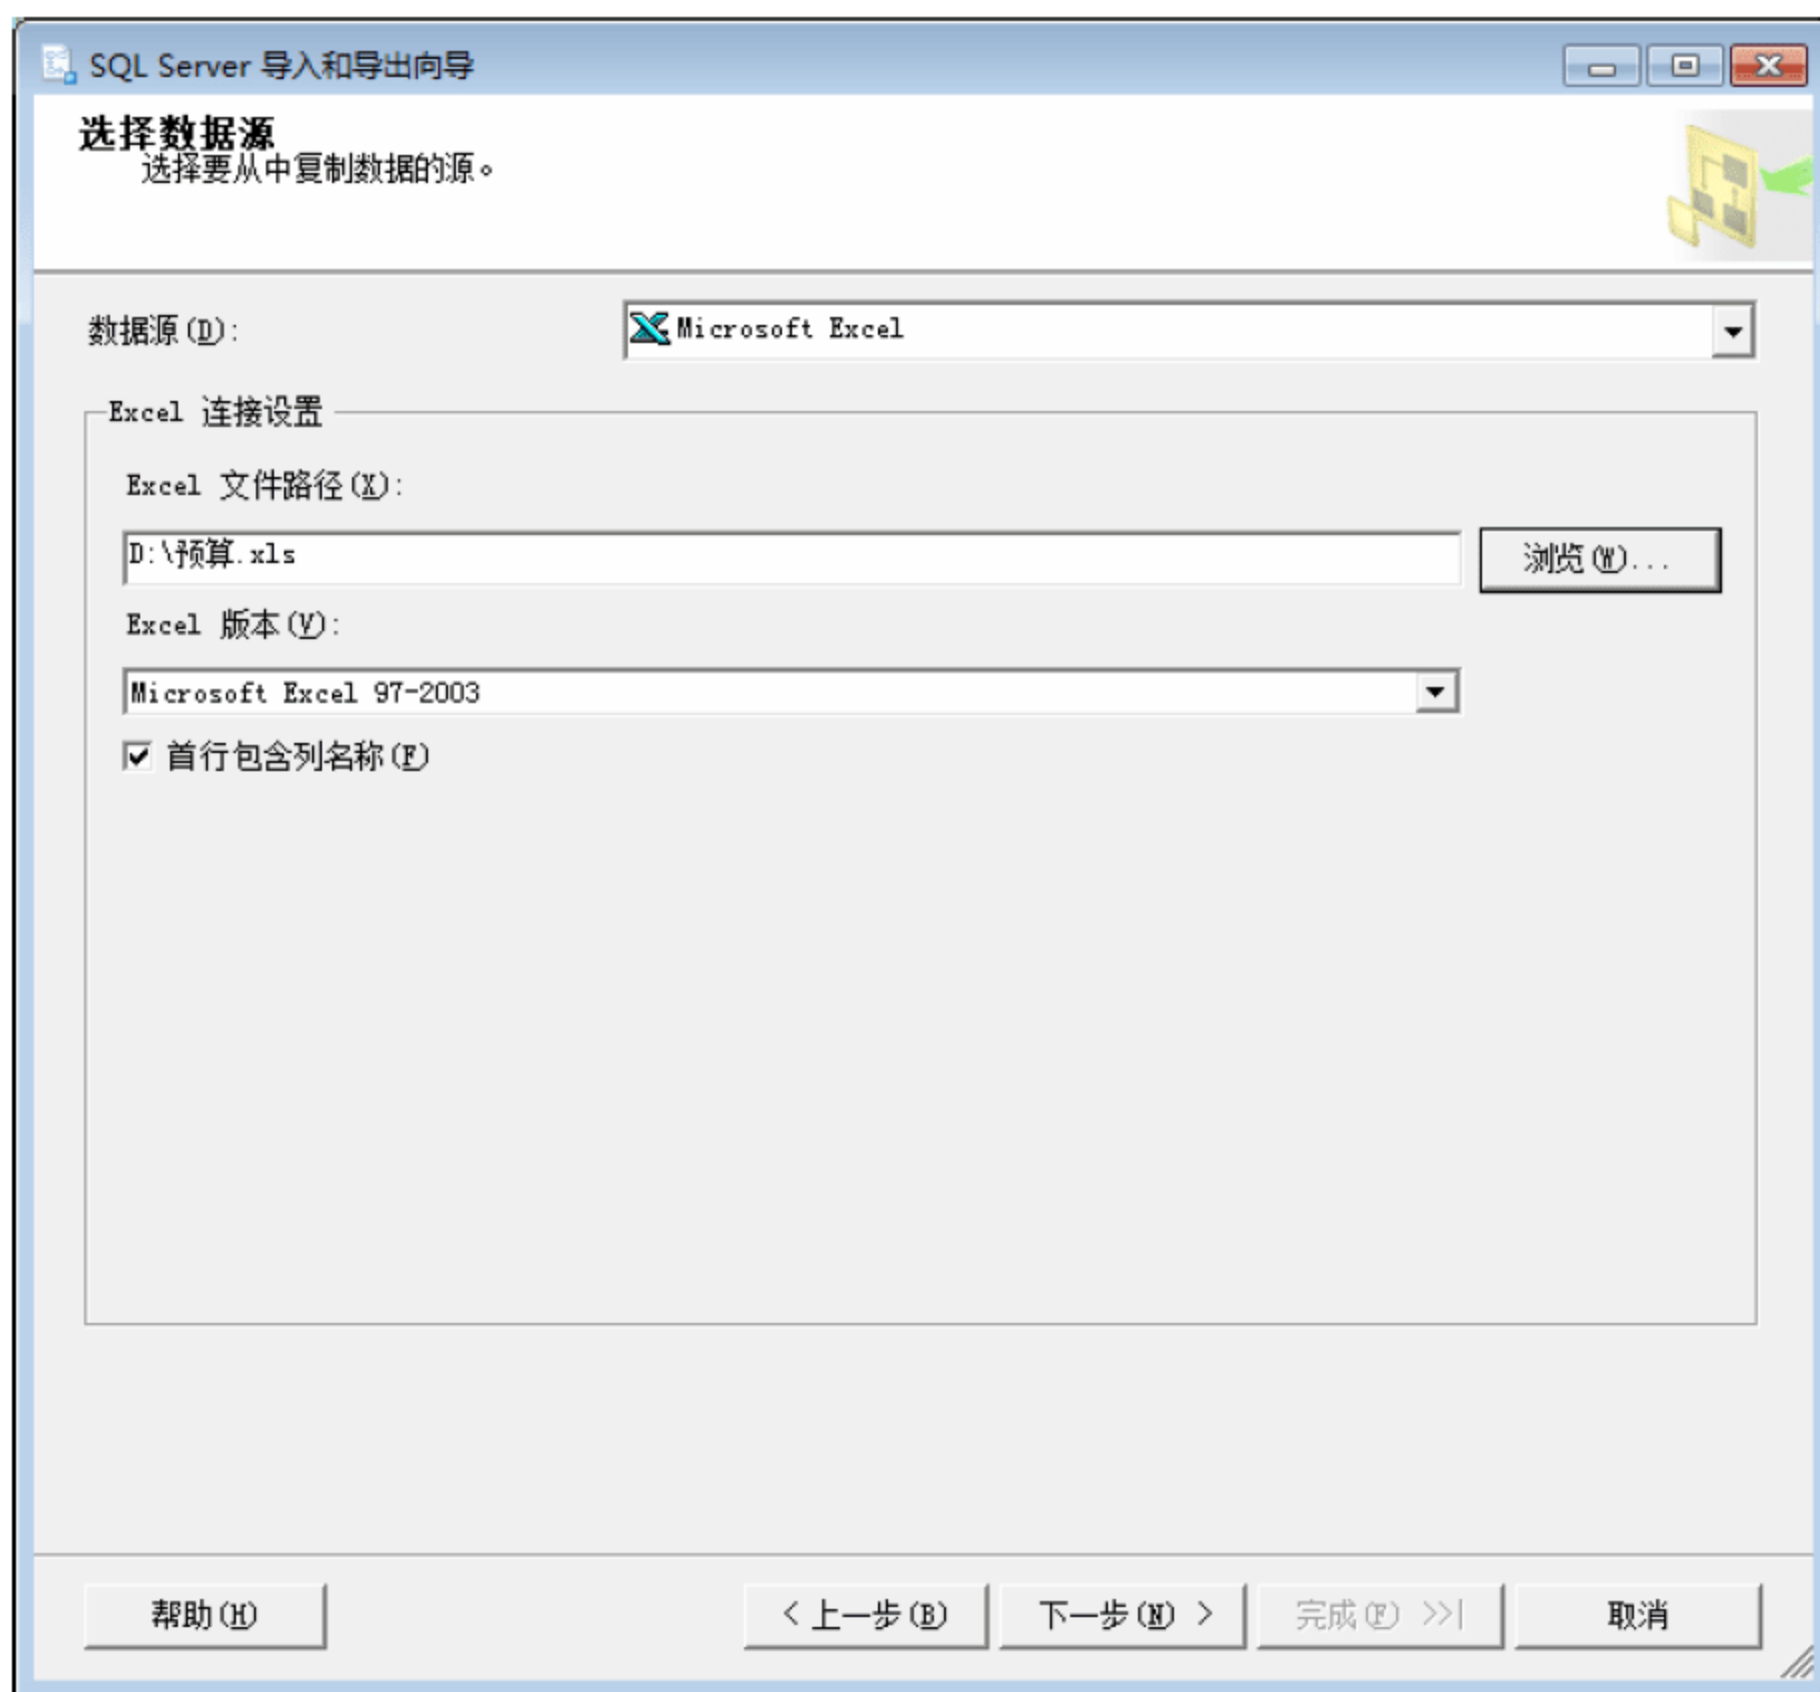 SQL Server 导入和导出向导
选择数据源
选择要从中复制数据的源。
数据源(D):
Microsoft Excel
Excel 连接设置
Excel 文件路径(X):
D:\预算.xls
浏览(W)...
Excel 版本(V):
Microsoft Excel 97-2003
首行包含列名称(F)
帮助(H)
< 上一步(B)
下一步(N) >
完成(F) >>|
取消